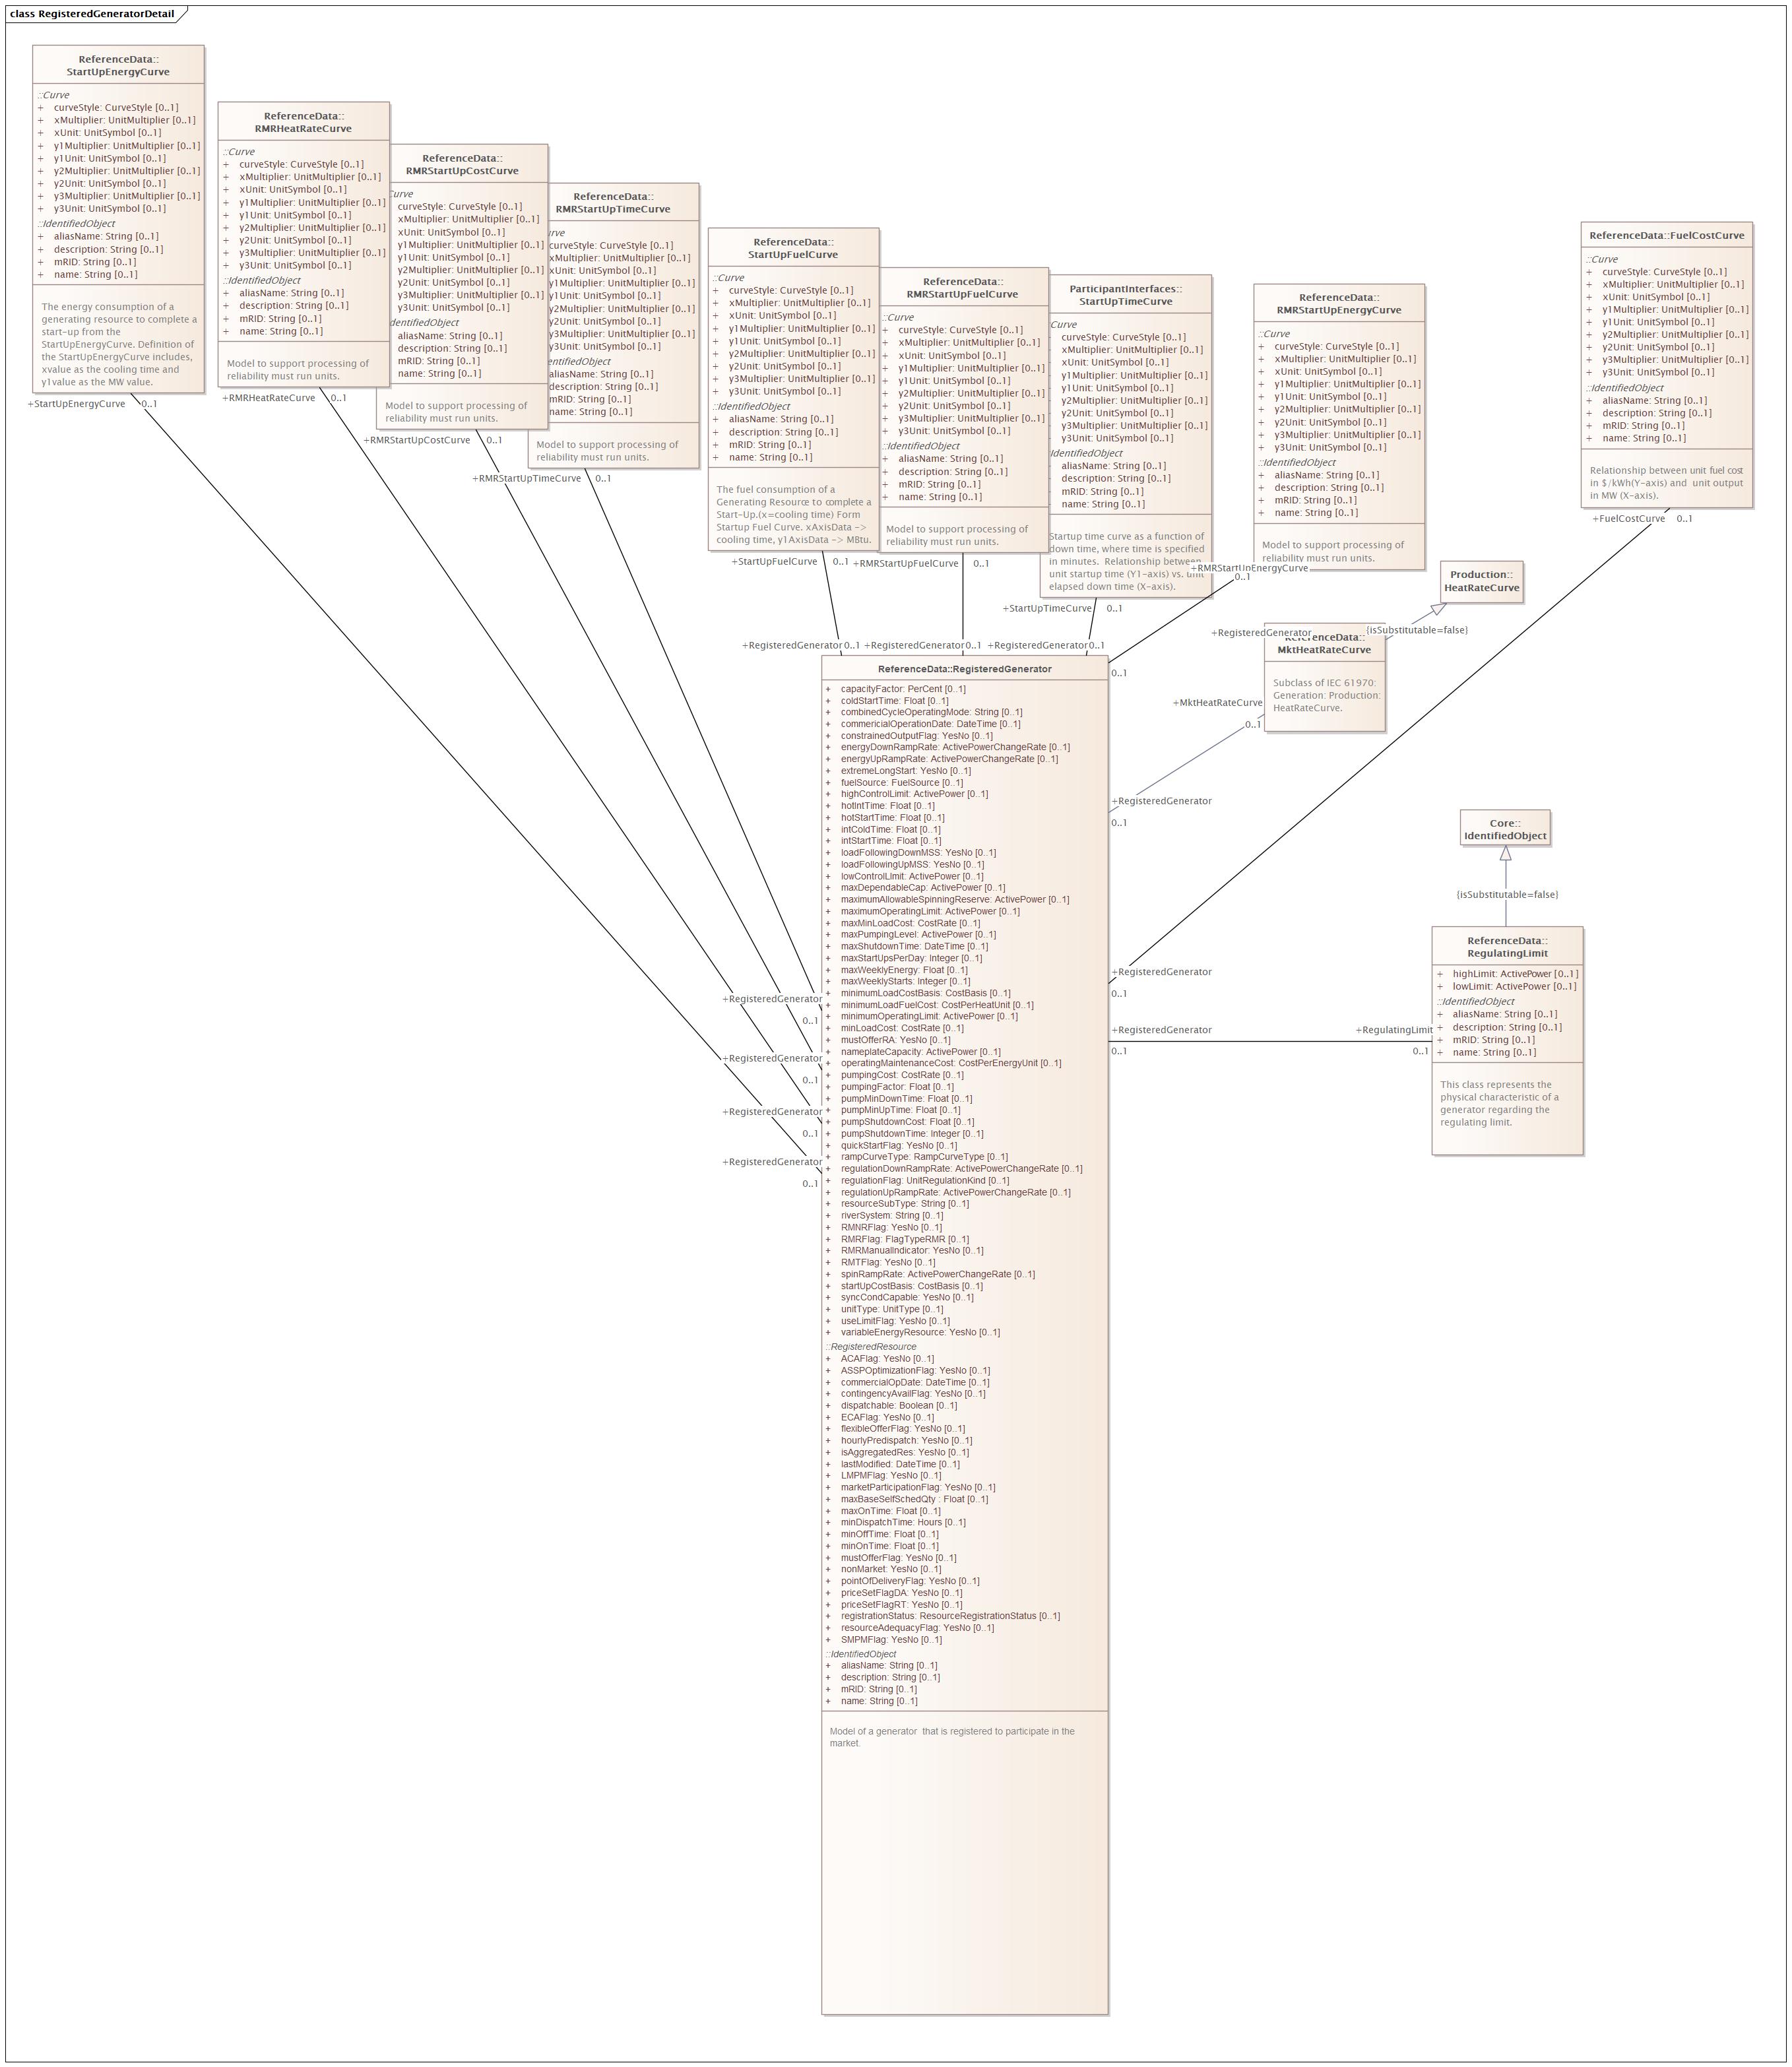 class RegisteredGeneratorDetail
ReferenceData::
StartUpEnergyCurve
::Curve
+ curveStyle: CurveStyle [0..1]
+ xMultiplier: UnitMultiplier [0..1]
+ xUnit: UnitSymbol [0..1]
+ y1Multiplier: UnitMultiplier [0..1]
+ y1Unit: UnitSymbol [0..1]
+ y2Multiplier: UnitMultiplier [0..1]
+ y2Unit: UnitSymbol [0..1]
+ y3Multiplier: UnitMultiplier [0..1]
+ y3Unit: UnitSymbol [0..1]
::IdentifiedObject
+ aliasName: String [0..1]
+ description: String [0..1]
+ mRID: String [0..1]
+ name: String [0..1]
The energy consumption of a
generating resource to complete a
start-up from the
StartUpEnergyCurve. Definition of
the StartUpEnergyCurve includes,
xvalue as the cooling time and
y1value as the MW value.
+StartUpEnergyCurve 0..1
ReferenceData::
RMRHeatRateCurve
::Curve
+ curveStyle: CurveStyle [0..1]
+ xMultiplier: UnitMultiplier [0..1]
+ xUnit: UnitSymbol [0..1]
+ y1Multiplier: UnitMultiplier [0..1]
+ y1Unit: UnitSymbol [0..1]
+ y2Multiplier: UnitMultiplier [0..1]
+ y2Unit: UnitSymbol [0..1]
+ y3Multiplier: UnitMultiplier [0..1]
+ y3Unit: UnitSymbol [0..1]
::IdentifiedObject
+ aliasName: String [0..1]
+ description: String [0..1]
+ mRID: String [0..1]
+ name: String [0..1]
Model to support processing of
reliability must run units.
+RMRHeatRateCurve 0..1
ReferenceData::
RMRStartUpCostCurve
urve
curveStyle: CurveStyle [0..1]
xMultiplier: UnitMultiplier [0..1]
xUnit: UnitSymbol [0..1]
y1Multiplier: UnitMultiplier [0..1]
y1Unit: UnitSymbol [0..1]
y2Multiplier: UnitMultiplier [0..1]
y2Unit: UnitSymbol [0..1]
y3Multiplier: UnitMultiplier [0..1]
y3Unit: UnitSymbol [0..1]
dentifiedObject
aliasName: String [0..1]
description: String [0..1]
mRID: String [0..1]
name: String [0..1]
Model to support processing of
reliability must run units.
+RMRStartUpCostCurve 0..1
ReferenceData::
RMRStartUpTimeCurve
rve
curveStyle: CurveStyle [0..1]
xMultiplier: UnitMultiplier [0..1]
xUnit: UnitSymbol [0..1]
y1Multiplier: UnitMultiplier [0..1]
y1Unit: UnitSymbol [0..1]
y2Multiplier: UnitMultiplier [0..1]
y2Unit: UnitSymbol [0..1]
y3Multiplier: UnitMultiplier [0..1]
y3Unit: UnitSymbol [0..1]
entifiedObject
aliasName: String [0..1]
description: String [0..1]
mRID: String [0..1]
name: String [0..1]
Model to support processing of
reliability must run units.
+RMRStartUpTimeCurve 0..1
ReferenceData::
StartUpFuelCurve
::Curve
+ curveStyle: CurveStyle [0..1]
+ xMultiplier: UnitMultiplier [0..1]
+ xUnit: UnitSymbol [0..1]
+ y1Multiplier: UnitMultiplier [0..1]
+ y1Unit: UnitSymbol [0..1]
+ y2Multiplier: UnitMultiplier [0..1]
+ y2Unit: UnitSymbol [0..1]
+ y3Multiplier: UnitMultiplier [0..1]
+ y3Unit: UnitSymbol [0..1]
::IdentifiedObject
+ aliasName: String [0..1]
+ description: String [0..1]
+ mRID: String [0..1]
+ name: String [0..1]
The fuel consumption of a
Generating Resource to complete a
Start-Up.(x=cooling time) Form
Startup Fuel Curve. xAxisData ->
cooling time, y1AxisData -> MBtu.
+StartUpFuelCurve 0..1
ReferenceData::
RMRStartUpFuelCurve
::Curve
+ curveStyle: CurveStyle [0..1]
+ xMultiplier: UnitMultiplier [0..1]
+ xUnit: UnitSymbol [0..1]
+ y1Multiplier: UnitMultiplier [0..1]
+ y1Unit: UnitSymbol [0..1]
+ y2Multiplier: UnitMultiplier [0..1]
+ y2Unit: UnitSymbol [0..1]
+ y3Multiplier: UnitMultiplier [0..1]
+ y3Unit: UnitSymbol [0..1]
::IdentifiedObject
+ aliasName: String [0..1]
+ description: String [0..1]
+ mRID: String [0..1]
+ name: String [0..1]
Model to support processing of
reliability must run units.
+RMRStartUpFuelCurve 0..1
ParticipantInterfaces::
StartUpTimeCurve
Curve
curveStyle: CurveStyle [0..1]
xMultiplier: UnitMultiplier [0..1]
xUnit: UnitSymbol [0..1]
y1Multiplier: UnitMultiplier [0..1]
y1Unit: UnitSymbol [0..1]
y2Multiplier: UnitMultiplier [0..1]
y2Unit: UnitSymbol [0..1]
y3Multiplier: UnitMultiplier [0..1]
y3Unit: UnitSymbol [0..1]
dentifiedObject
aliasName: String [0..1]
description: String [0..1]
mRID: String [0..1]
name: String [0..1]
Startup time curve as a function of
down time, where time is specified
in minutes. Relationship between
unit startup time (Y1-axis) vs. unit
elapsed down time (X-axis).
+StartUpTimeCurve 0..1
ReferenceData::
RMRStartUpEnergyCurve
::Curve
+ curveStyle: CurveStyle [0..1]
+ xMultiplier: UnitMultiplier [0..1]
+ xUnit: UnitSymbol [0..1]
+ y1Multiplier: UnitMultiplier [0..1]
+ y1Unit: UnitSymbol [0..1]
+ y2Multiplier: UnitMultiplier [0..1]
+ y2Unit: UnitSymbol [0..1]
+ y3Multiplier: UnitMultiplier [0..1]
+ y3Unit: UnitSymbol [0..1]
::IdentifiedObject
+ aliasName: String [0..1]
+ description: String [0..1]
+ mRID: String [0..1]
+ name: String [0..1]
Model to support processing of
reliability must run units.
+RMRStartUpEnergyCurve
0..1
ReferenceData::FuelCostCurve
::Curve
+ curveStyle: CurveStyle [0..1]
+ xMultiplier: UnitMultiplier [0..1]
+ xUnit: UnitSymbol [0..1]
+ y1Multiplier: UnitMultiplier [0..1]
+ y1Unit: UnitSymbol [0..1]
+ y2Multiplier: UnitMultiplier [0..1]
+ y2Unit: UnitSymbol [0..1]
+ y3Multiplier: UnitMultiplier [0..1]
+ y3Unit: UnitSymbol [0..1]
::IdentifiedObject
+ aliasName: String [0..1]
+ description: String [0..1]
+ mRID: String [0..1]
+ name: String [0..1]
Relationship between unit fuel cost
in $/kWh(Y-axis) and unit output
in MW (X-axis).
+FuelCostCurve 0..1
Production::
HeatRateCurve
{isSubstitutable=false}
+RegisteredGenerator
ReferenceData::
MktHeatRateCurve
Subclass of IEC 61970:
Generation: Production:
HeatRateCurve.
+MktHeatRateCurve
0..1
+RegisteredGenerator 0..1 +RegisteredGenerator 0..1 +RegisteredGenerator 0..1
0..1
+RegisteredGenerator
0..1
Core::
IdentifiedObject
{isSubstitutable=false}
ReferenceData::
RegulatingLimit
+ highLimit: ActivePower [0..1]
+ lowLimit: ActivePower [0..1]
::IdentifiedObject
+ aliasName: String [0..1]
+ description: String [0..1]
+ mRID: String [0..1]
+ name: String [0..1]
This class represents the
physical characteristic of a
generator regarding the
regulating limit.
+RegisteredGenerator
0..1
+RegisteredGenerator
0..1
+RegulatingLimit
0..1
+RegisteredGenerator
0..1
+RegisteredGenerator
0..1
+RegisteredGenerator
0..1
+RegisteredGenerator
0..1
ReferenceData::RegisteredGenerator
+ capacityFactor: PerCent [0..1]
+ coldStartTime: Float [0..1]
+ combinedCycleOperatingMode: String [0..1]
+ commericialOperationDate: DateTime [0..1]
+ constrainedOutputFlag: YesNo [0..1]
+ energyDownRampRate: ActivePowerChangeRate [0..1]
+ energyUpRampRate: ActivePowerChangeRate [0..1]
+ extremeLongStart: YesNo [0..1]
+ fuelSource: FuelSource [0..1]
+ highControlLimit: ActivePower [0..1]
+ hotIntTime: Float [0..1]
+ hotStartTime: Float [0..1]
+ intColdTime: Float [0..1]
+ intStartTime: Float [0..1]
+ loadFollowingDownMSS: YesNo [0..1]
+ loadFollowingUpMSS: YesNo [0..1]
+ lowControlLImit: ActivePower [0..1]
+ maxDependableCap: ActivePower [0..1]
+ maximumAllowableSpinningReserve: ActivePower [0..1]
+ maximumOperatingLimit: ActivePower [0..1]
+ maxMinLoadCost: CostRate [0..1]
+ maxPumpingLevel: ActivePower [0..1]
+ maxShutdownTime: DateTime [0..1]
+ maxStartUpsPerDay: Integer [0..1]
+ maxWeeklyEnergy: Float [0..1]
+ maxWeeklyStarts: Integer [0..1]
+ minimumLoadCostBasis: CostBasis [0..1]
+ minimumLoadFuelCost: CostPerHeatUnit [0..1]
+ minimumOperatingLimit: ActivePower [0..1]
+ minLoadCost: CostRate [0..1]
+ mustOfferRA: YesNo [0..1]
+ nameplateCapacity: ActivePower [0..1]
+ operatingMaintenanceCost: CostPerEnergyUnit [0..1]
+ pumpingCost: CostRate [0..1]
+ pumpingFactor: Float [0..1]
+ pumpMinDownTime: Float [0..1]
+ pumpMinUpTime: Float [0..1]
+ pumpShutdownCost: Float [0..1]
+ pumpShutdownTime: Integer [0..1]
+ quickStartFlag: YesNo [0..1]
+ rampCurveType: RampCurveType [0..1]
+ regulationDownRampRate: ActivePowerChangeRate [0..1]
+ regulationFlag: UnitRegulationKind [0..1]
+ regulationUpRampRate: ActivePowerChangeRate [0..1]
+ resourceSubType: String [0..1]
+ riverSystem: String [0..1]
+ RMNRFlag: YesNo [0..1]
+ RMRFlag: FlagTypeRMR [0..1]
+ RMRManualIndicator: YesNo [0..1]
+ RMTFlag: YesNo [0..1]
+ spinRampRate: ActivePowerChangeRate [0..1]
+ startUpCostBasis: CostBasis [0..1]
+ syncCondCapable: YesNo [0..1]
+ unitType: UnitType [0..1]
+ useLimitFlag: YesNo [0..1]
+ variableEnergyResource: YesNo [0..1]
::RegisteredResource
+ ACAFlag: YesNo [0..1]
+ ASSPOptimizationFlag: YesNo [0..1]
+ commercialOpDate: DateTime [0..1]
+ contingencyAvailFlag: YesNo [0..1]
+ dispatchable: Boolean [0..1]
+ ECAFlag: YesNo [0..1]
+ flexibleOfferFlag: YesNo [0..1]
+ hourlyPredispatch: YesNo [0..1]
+ isAggregatedRes: YesNo [0..1]
+ lastModified: DateTime [0..1]
+ LMPMFlag: YesNo [0..1]
+ marketParticipationFlag: YesNo [0..1]
+ maxBaseSelfSchedQty : Float [0..1]
+ maxOnTime: Float [0..1]
+ minDispatchTime: Hours [0..1]
+ minOffTime: Float [0..1]
+ minOnTime: Float [0..1]
+ mustOfferFlag: YesNo [0..1]
+ nonMarket: YesNo [0..1]
+ pointOfDeliveryFlag: YesNo [0..1]
+ priceSetFlagDA: YesNo [0..1]
+ priceSetFlagRT: YesNo [0..1]
+ registrationStatus: ResourceRegistrationStatus [0..1]
+ resourceAdequacyFlag: YesNo [0..1]
+ SMPMFlag: YesNo [0..1]
::IdentifiedObject
+ aliasName: String [0..1]
+ description: String [0..1]
+ mRID: String [0..1]
+ name: String [0..1]
Model of a generator that is registered to participate in the
market.